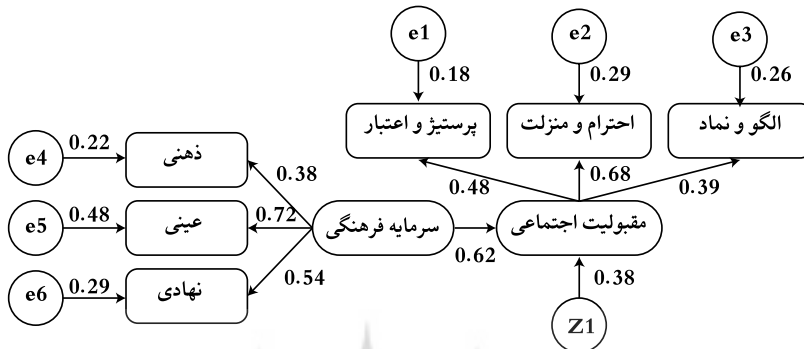 e1
e2
e3
0.18
0.29
0.26
پرستیژ و اعتبار
احترام و منزلت
الگو و نماد
0.48
0.68
0.39
e4
0.22
ذهنی
0.38
e5
0.48
عینی
0.72
سرمایه فرهنگی
0.62
مقبولیت اجتماعی
e6
0.29
نهادی
0.54
0.38
Z1